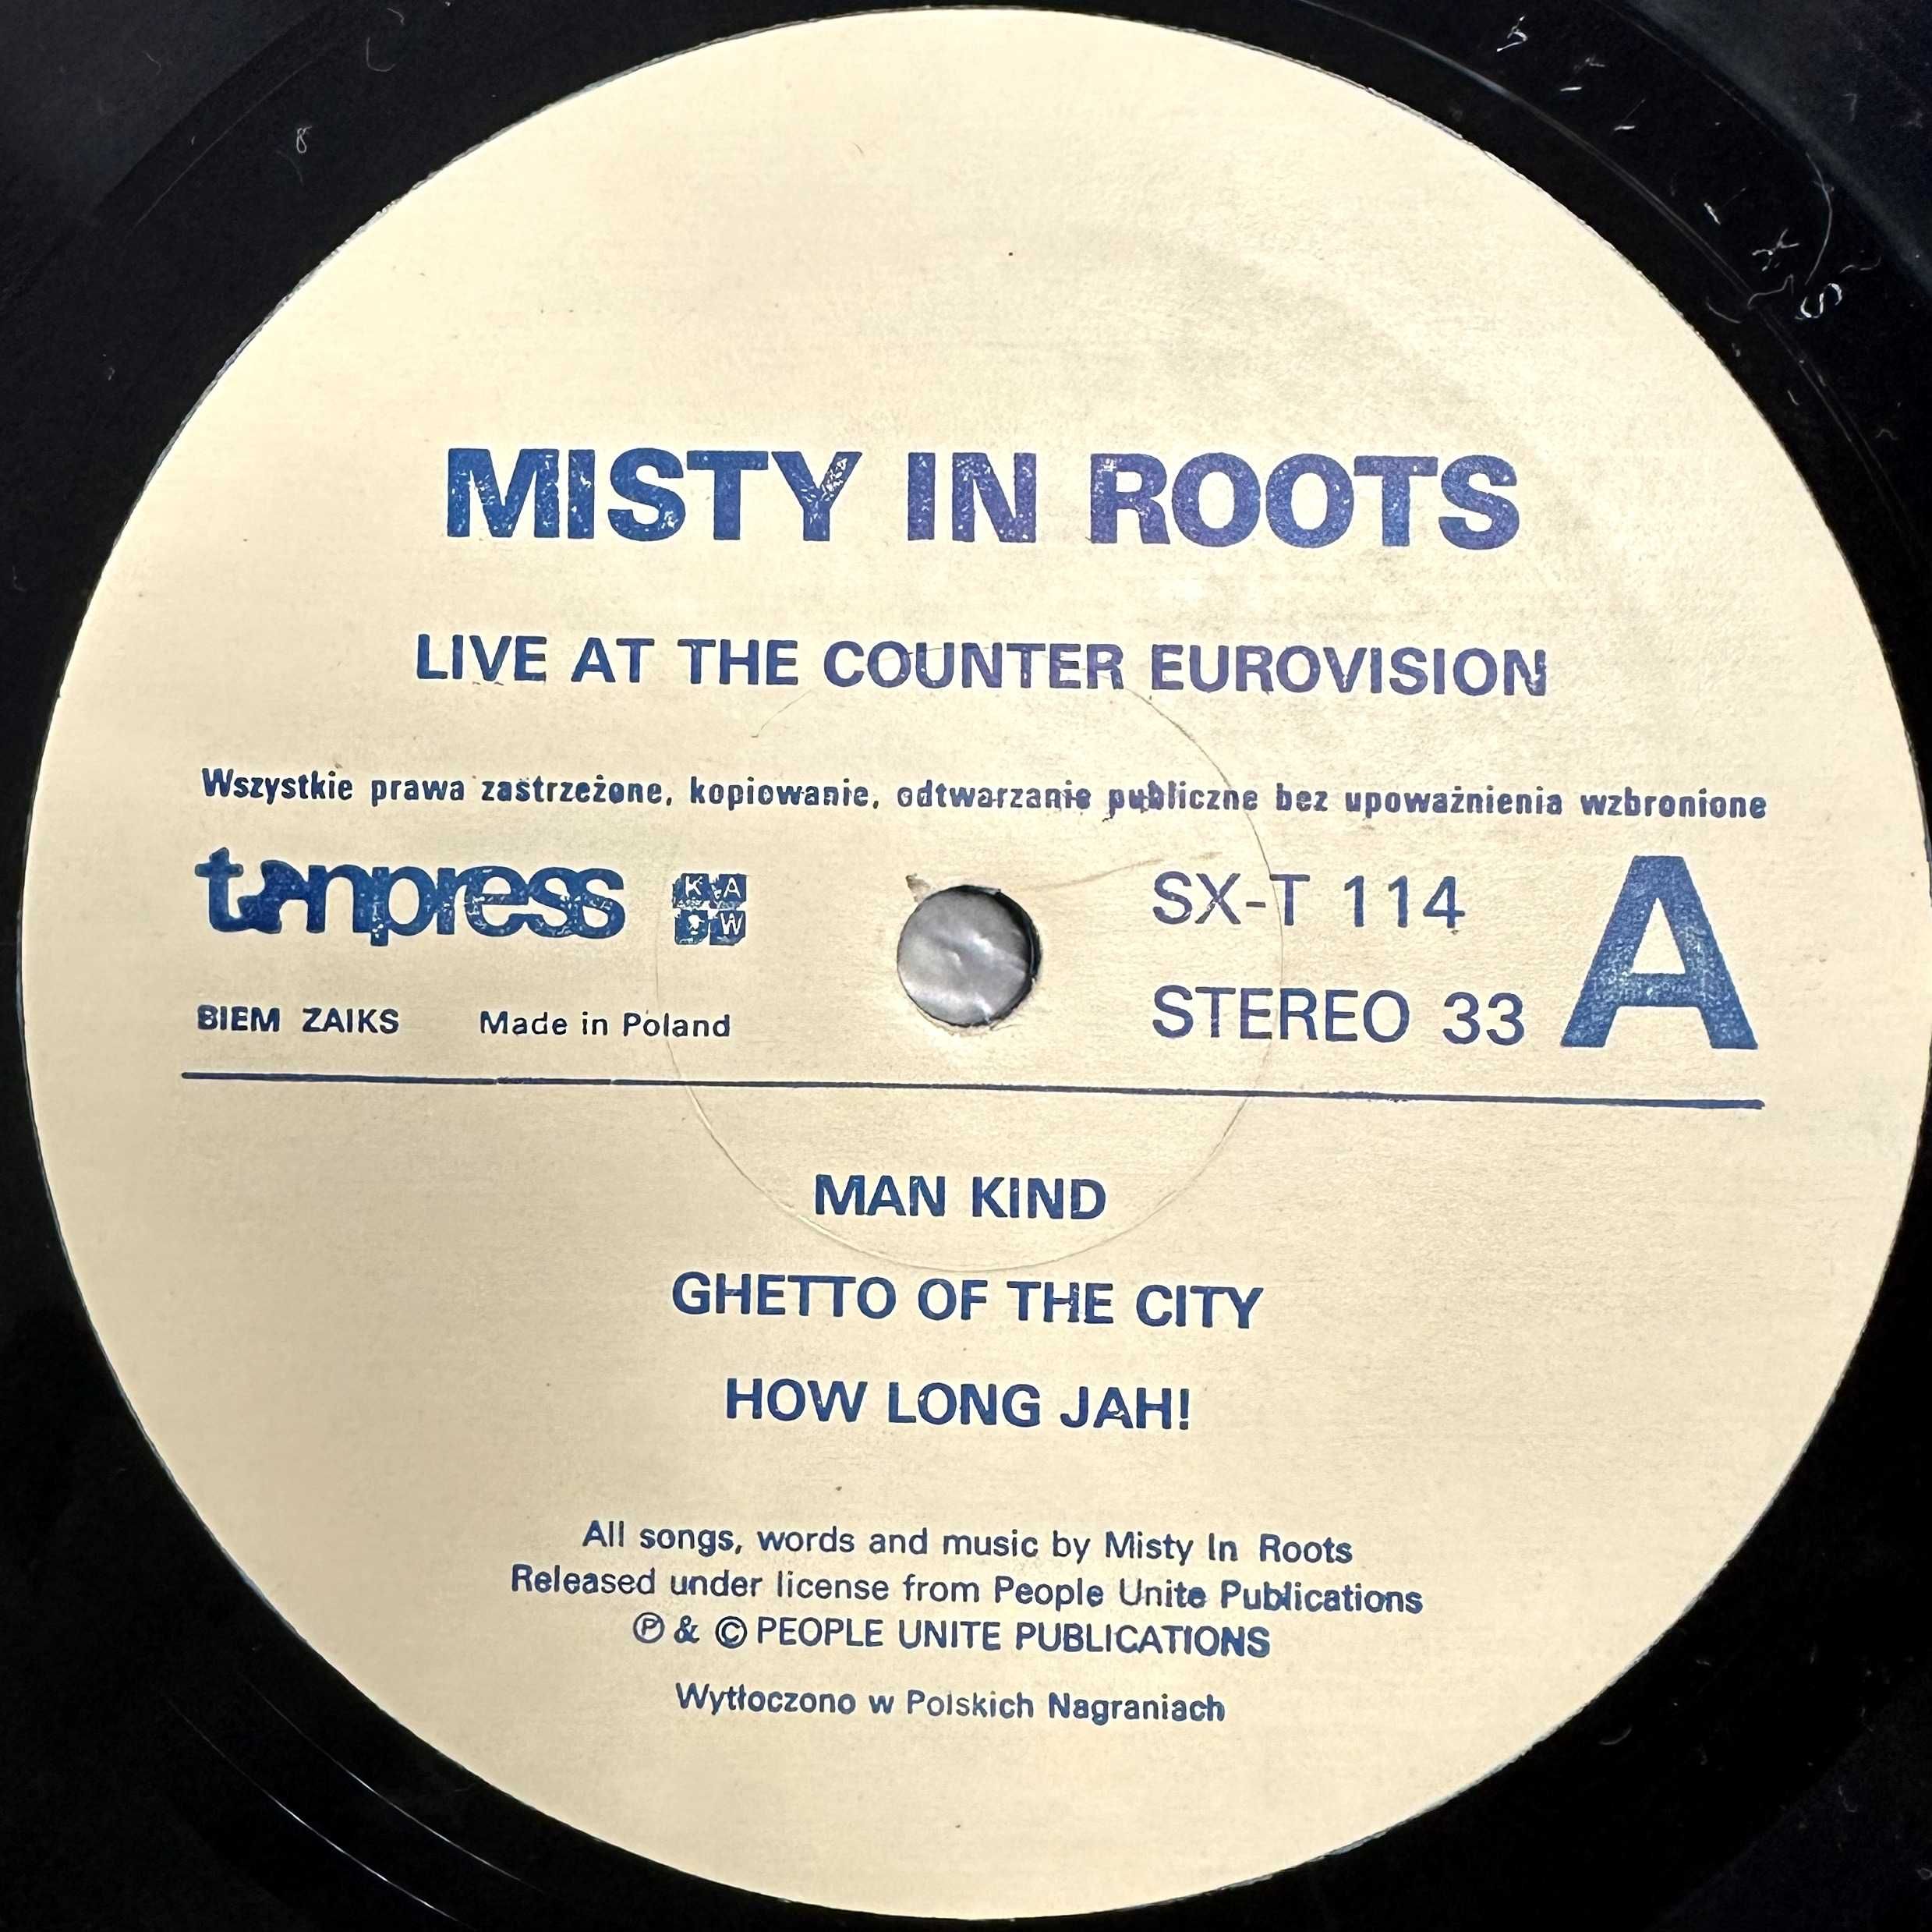 MISTY IN ROOTS
LIVE AT THE COUNTER EUROVISION
Wszystkie prawa zastrzeżone, kopiowanie, odtwarzanie publiczne bez upoważnienia wzbronione
tonpress KAW
SX-T 114
A
BIEM ZAIKS Made in Poland
STEREO 33
MAN KIND
GHETTO OF THE CITY
HOW LONG JAH!
All songs, words and music by Misty In Roots
Released under license from People Unite Publications
Ⓟ & © PEOPLE UNITE PUBLICATIONS
Wytłoczono w Polskich Nagraniach